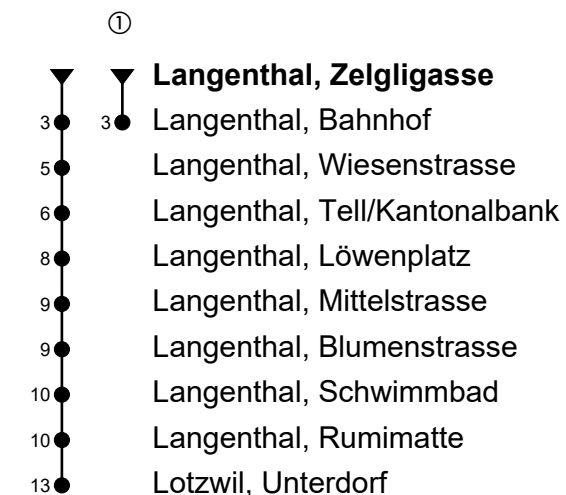 ①
Langenthal, Zelgligasse
3 3 Langenthal, Bahnhof
5 Langenthal, Wiesenstrasse
6 Langenthal, Tell/Kantonalbank
8 Langenthal, Löwenplatz
9 Langenthal, Mittelstrasse
9 Langenthal, Blumenstrasse
10 Langenthal, Schwimmbad
10 Langenthal, Rumimatte
13 Lotzwil, Unterdorf